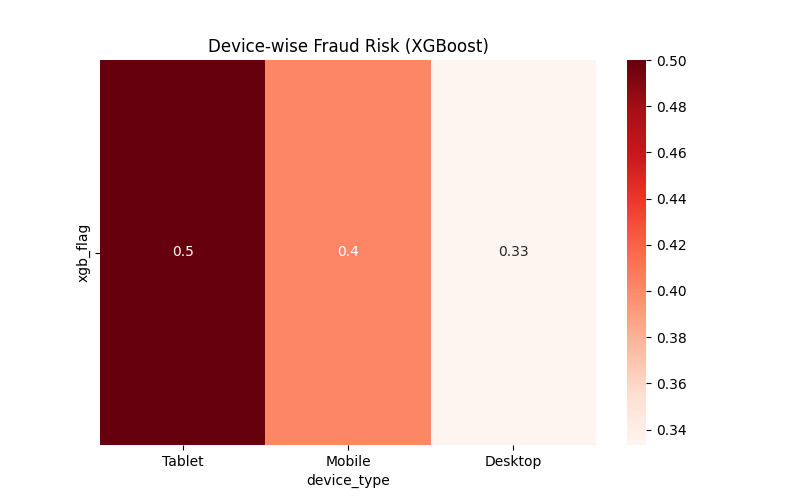 Device-wise Fraud Risk (XGBoost)
xgb_flag
0.5
0.4
0.33
Tablet
Mobile
Desktop
device_type
0.50
0.48
0.46
0.44
0.42
0.40
0.38
0.36
0.34